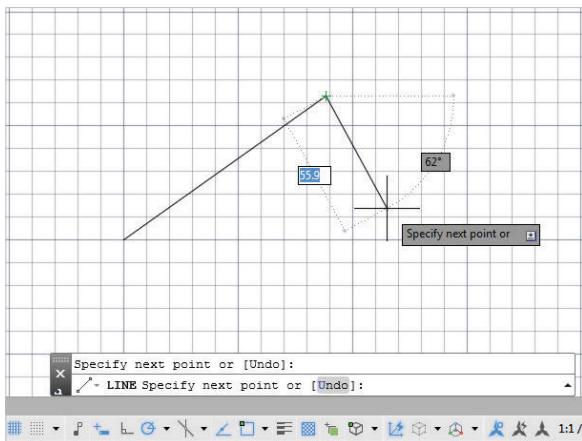 62°
55.9
Specify next point or
Specify next point or [Undo]:
LINE Specify next point or [Undo]:
1:1